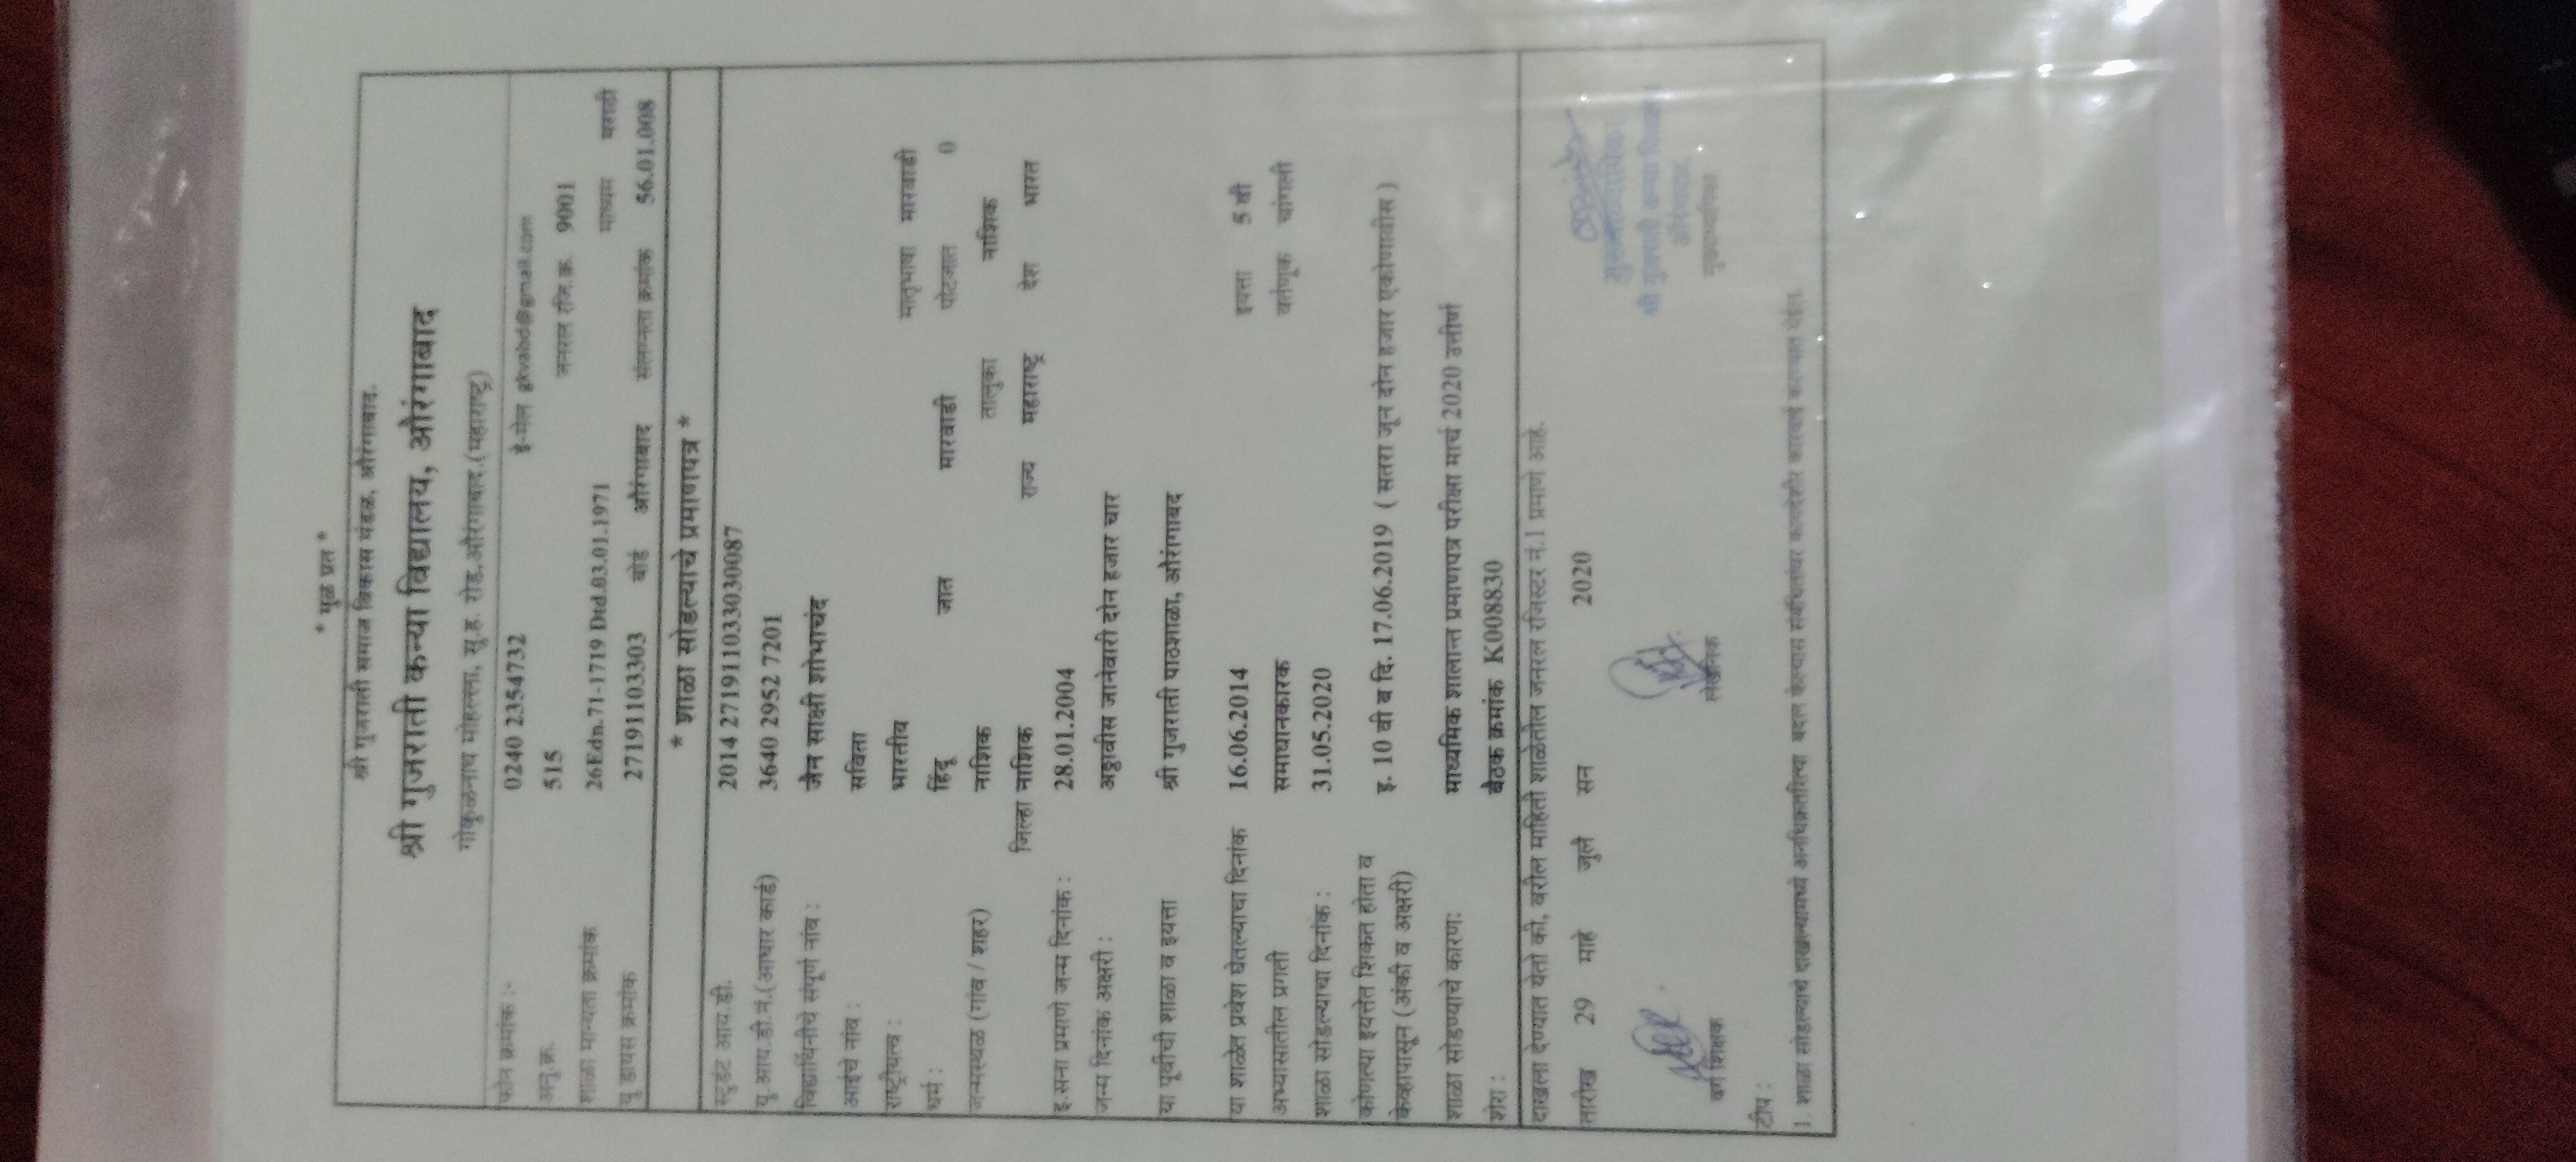 * मुळ प्रत *
श्री गुजराती समाज विकास मंडळ, औरंगाबाद.
श्री गुजराती कन्या विद्यालय, औरंगाबाद
गोकुळनाथ मोहल्ला, सु.ह. रोड,औरंगाबाद.(महाराष्ट्र)
फोन क्रमांक :- 0240 2354732 ई-मेल gkvabd@gmail.com
अनु.क्र. 515 जनरल रजि.क्र. 9001
शाळा मान्यता क्रमांक 26Edn.71-1719 Dtd.03.01.1971 माध्यम मराठी
यू डायस क्रमांक 27191103303 बोर्ड औरंगाबाद संलग्नता क्रमांक 56.01.008
* शाळा सोडल्याचे प्रमाणपत्र *
स्टुडंट आय.डी. 2014 27191103303 0087
यू.आय.डी.नं.(आधार कार्ड) 3640 2952 7201
विद्यार्थिनीचे संपूर्ण नांव : जैन साक्षी शोभाचंद
आईचे नांव : सविता
राष्ट्रीयत्व : भारतीय मातृभाषा मारवाडी
धर्म : हिंदू जात मारवाडी पोटजात 0
जन्मस्थळ (गांव / शहर) नाशिक तालुका नाशिक
जिल्हा नाशिक राज्य महाराष्ट्र देश भारत
इ.सना प्रमाणे जन्म दिनांक : 28.01.2004
जन्म दिनांक अक्षरी : अठ्ठावीस जानेवारी दोन हजार चार
या पूर्वीची शाळा व इयत्ता श्री गुजराती पाठशाळा, औरंगाबद
या शाळेत प्रवेश घेतल्याचा दिनांक 16.06.2014 इयत्ता 5 वी
अभ्यासातील प्रगती समाधानकारक वर्तणूक चांगली
शाळा सोडल्याचा दिनांक : 31.05.2020
कोणत्या इयत्तेत शिकत होता व इ. 10 वी ब दि. 17.06.2019 ( सतरा जून दोन हजार एकोणावीस )
केव्हापासून (अंकी व अक्षरी)
शाळा सोडण्याचे कारण: माध्यमिक शालान्त प्रमाणपत्र परीक्षा मार्च 2020 उत्तीर्ण
शेरा : बैठक क्रमांक K008830
दाखला देण्यात येतो की, वरील माहिती शाळेतील जनरल रजिस्टर नं.1 प्रमाणे आहे.
तारीख 29 माहे जुलै सन 2020
मुख्याध्यापिका
श्री गुजराती कन्या विद्यालय
औरंगाबाद
वर्ग शिक्षक लेखनिक मुख्याध्यापिका
टीप :
1. शाळा सोडल्याचे दाखल्यामध्ये अनधिकृतरित्या बदल केल्यास संबंधितांवर कायदेशीर कारवाई करण्यात येईल.